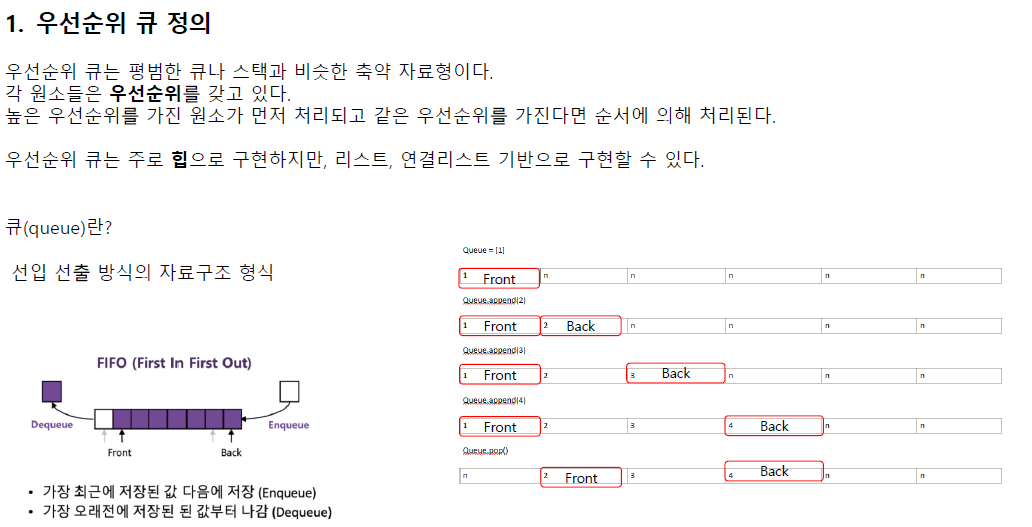 1. 우선순위 큐 정의
우선순위 큐는 평범한 큐나 스택과 비슷한 축약 자료형이다.
각 원소들은 우선순위를 갖고 있다.
높은 우선순위를 가진 원소가 먼저 처리되고 같은 우선순위를 가진다면 순서에 의해 처리된다.
우선순위 큐는 주로 힙으로 구현하지만, 리스트, 연결리스트 기반으로 구현할 수 있다.
큐(queue)란?
선입 선출 방식의 자료구조 형식
FIFO (First In First Out)
Dequeue
Enqueue
Front
Back
• 가장 최근에 저장된 값 다음에 저장 (Enqueue)
• 가장 오래전에 저장된 된 값부터 나감 (Dequeue)
Queue = [1]
1 Front n n n n n
Queue.append(2)
1 Front 2 Back n n n n
Queue.append(3)
1 Front 2 3 Back n n n
Queue.append(4)
1 Front 2 3 4 Back n n
Queue.pop()
n 2 Front 3 4 Back n n